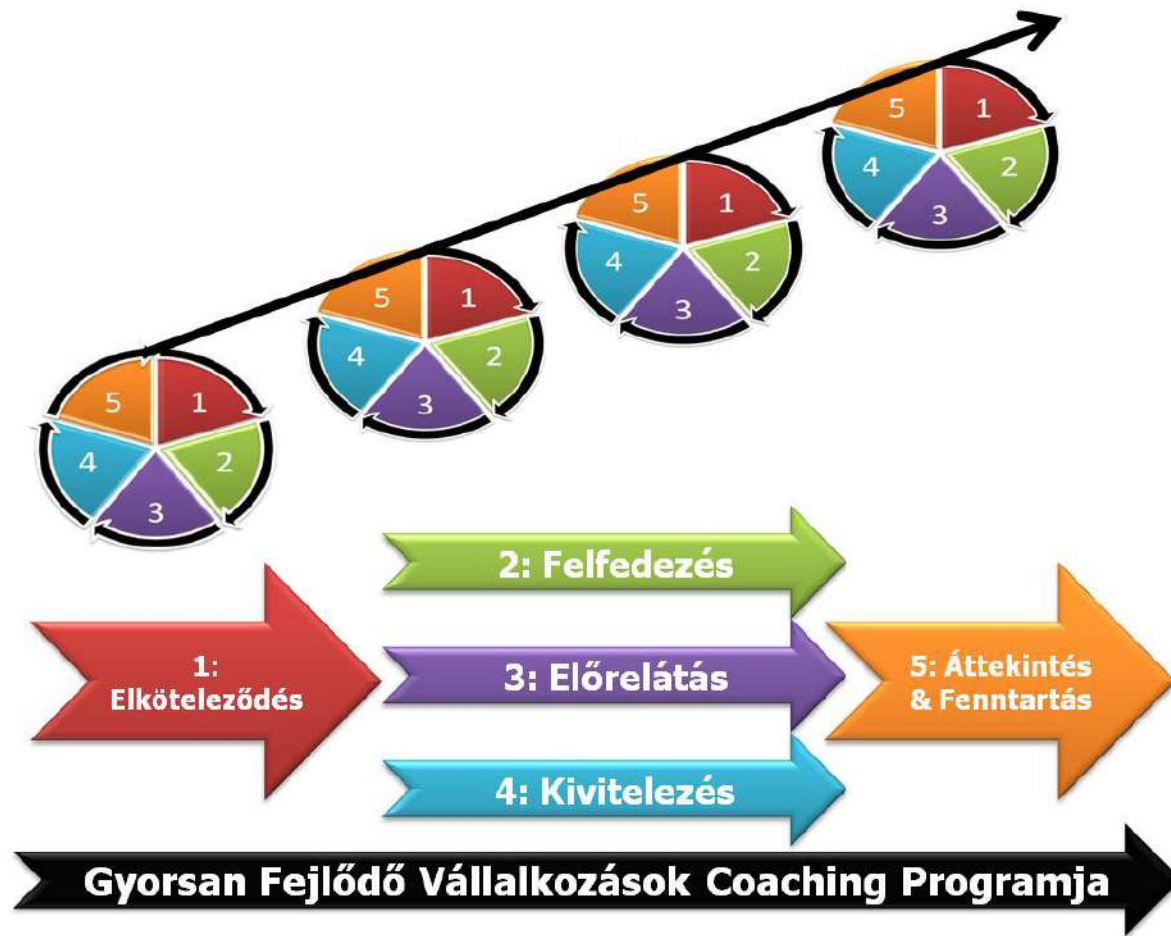 5 1
4 2
3
5 1
4 2
3
5 1
4 2
3
5 1
4 2
3
2: Felfedezés
1:
Elköteleződés
3: Előrelátás
5: Áttekintés
& Fenntartás
4: Kivitelezés
Gyorsan Fejlődő Vállalkozások Coaching Programja